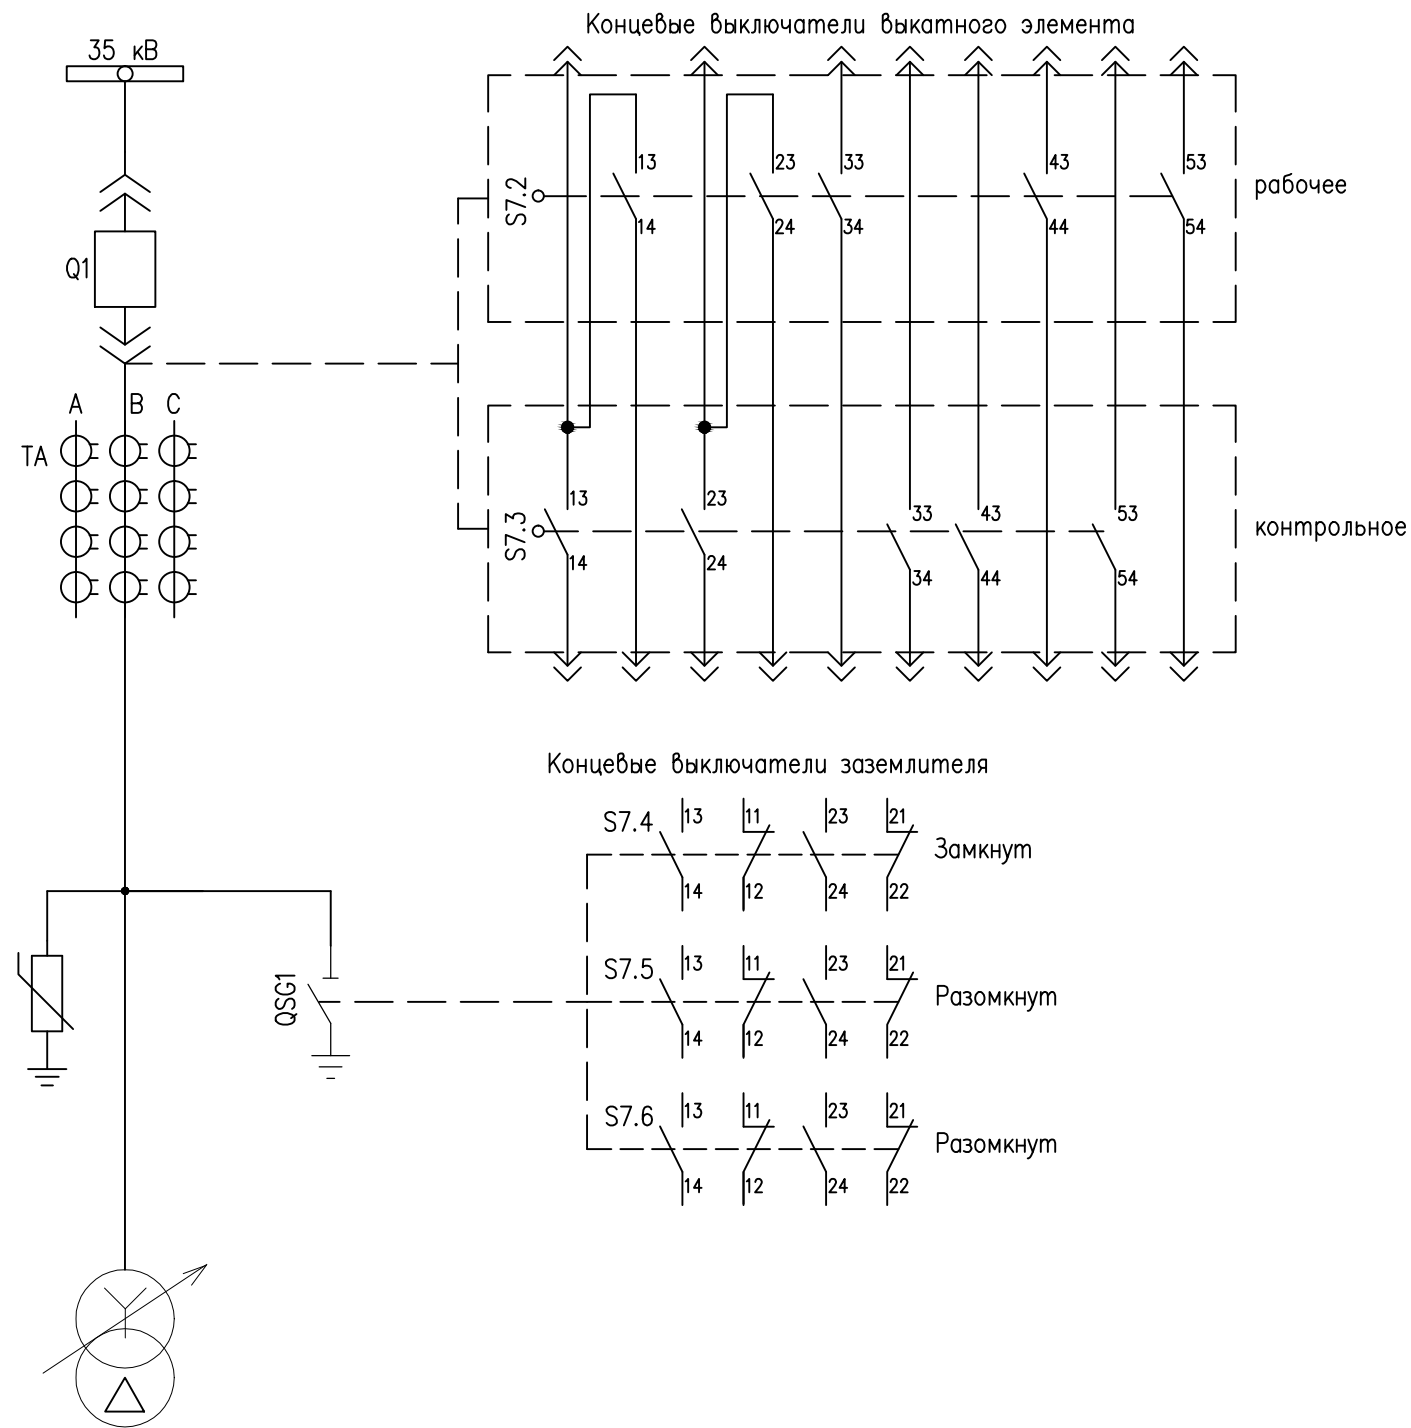 Концевые выключатели выкатного элемента
35 кВ
13 23 33 43 53
S7.2
рабочее
14 24 34 44 54
Q1
A B C
TA
13 23 33 43 53
S7.3
контрольное
14 24 34 44 54
Концевые выключатели заземлителя
S7.4 13 11 23 21
Замкнут
14 12 24 22
S7.5 13 11 23 21
QSG1
Разомкнут
14 12 24 22
S7.6 13 11 23 21
Разомкнут
14 12 24 22